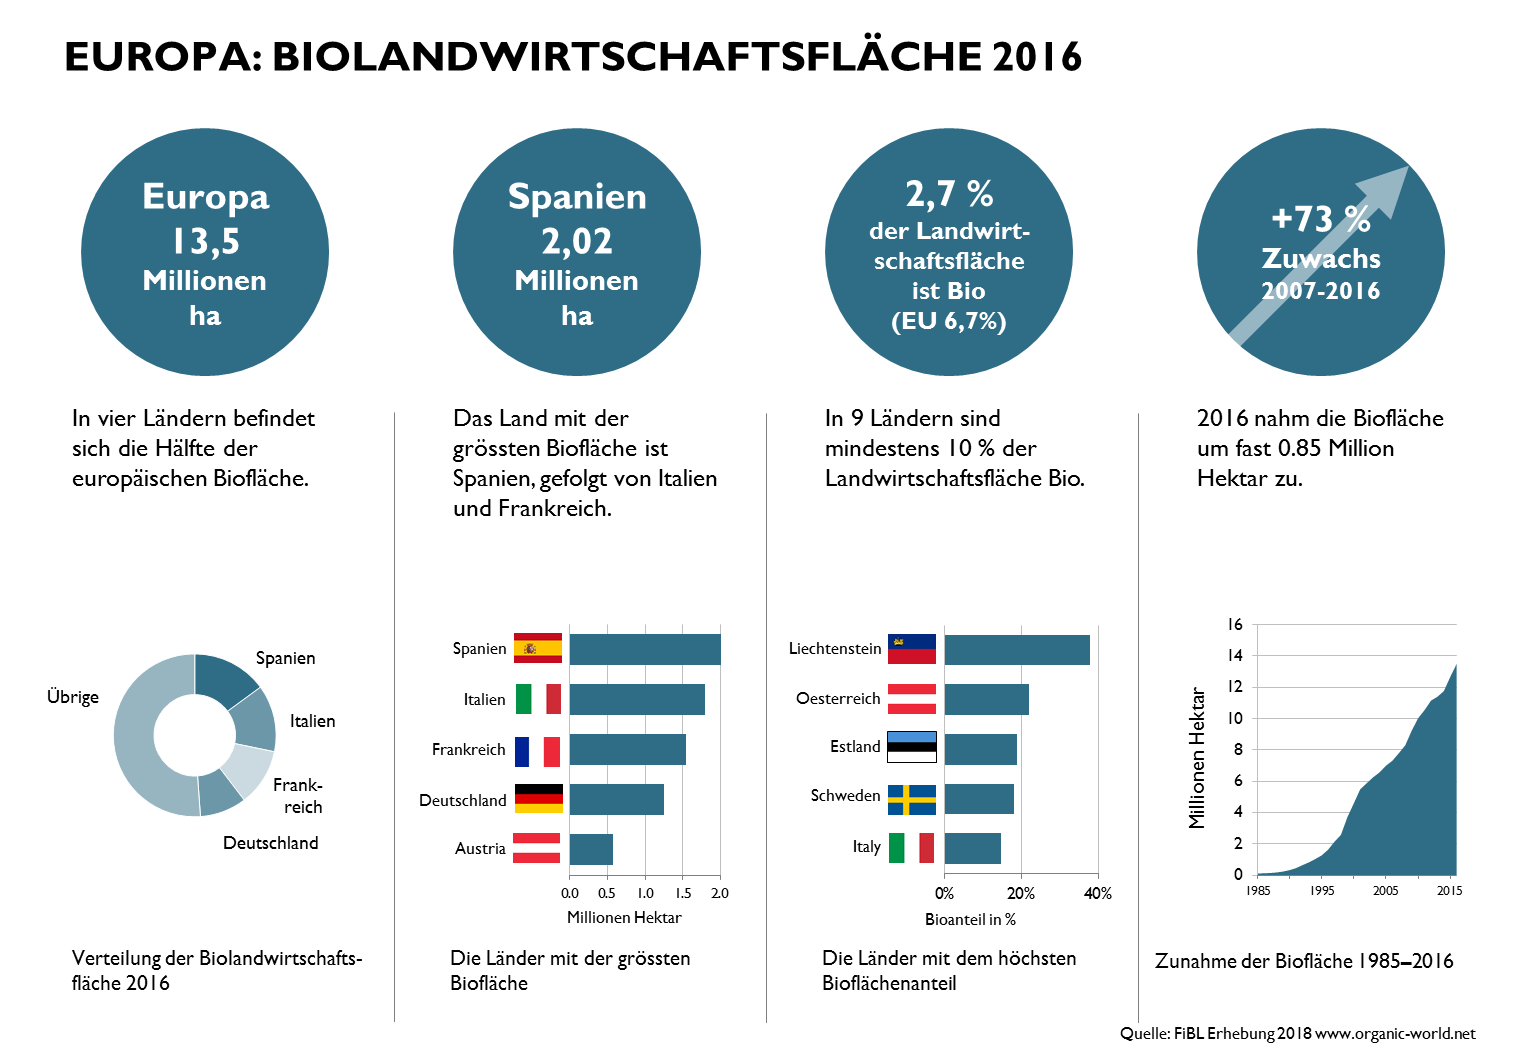 EUROPA: BIOLANDWIRTSCHAFTSFLÄCHE 2016
Europa
13,5
Millionen
ha
Spanien
2,02
Millionen
ha
2,7 %
der Landwirt-
schaftsfläche
ist Bio
(EU 6,7%)
+73 %
Zuwachs
2007-2016
In vier Ländern befindet
sich die Hälfte der
europäischen Biofläche.
Das Land mit der
grössten Biofläche ist
Spanien, gefolgt von Italien
und Frankreich.
In 9 Ländern sind
mindestens 10 % der
Landwirtschaftsfläche Bio.
2016 nahm die Biofläche
um fast 0.85 Million
Hektar zu.
Spanien
Italien
Frank-
reich
Deutschland
Übrige
Verteilung der Biolandwirtschafts-
fläche 2016
Spanien
Italien
Frankreich
Deutschland
Austria
0.0 0.5 1.0 1.5 2.0
Millionen Hektar
Die Länder mit der grössten
Biofläche
Liechtenstein
Oesterreich
Estland
Schweden
Italy
0% 20% 40%
Bioanteil in %
Die Länder mit dem höchsten
Bioflächenanteil
Millionen Hektar
16
14
12
10
8
6
4
2
0
1985 1995 2005 2015
Zunahme der Biofläche 1985–2016
Quelle: FiBL Erhebung 2018 www.organic-world.net